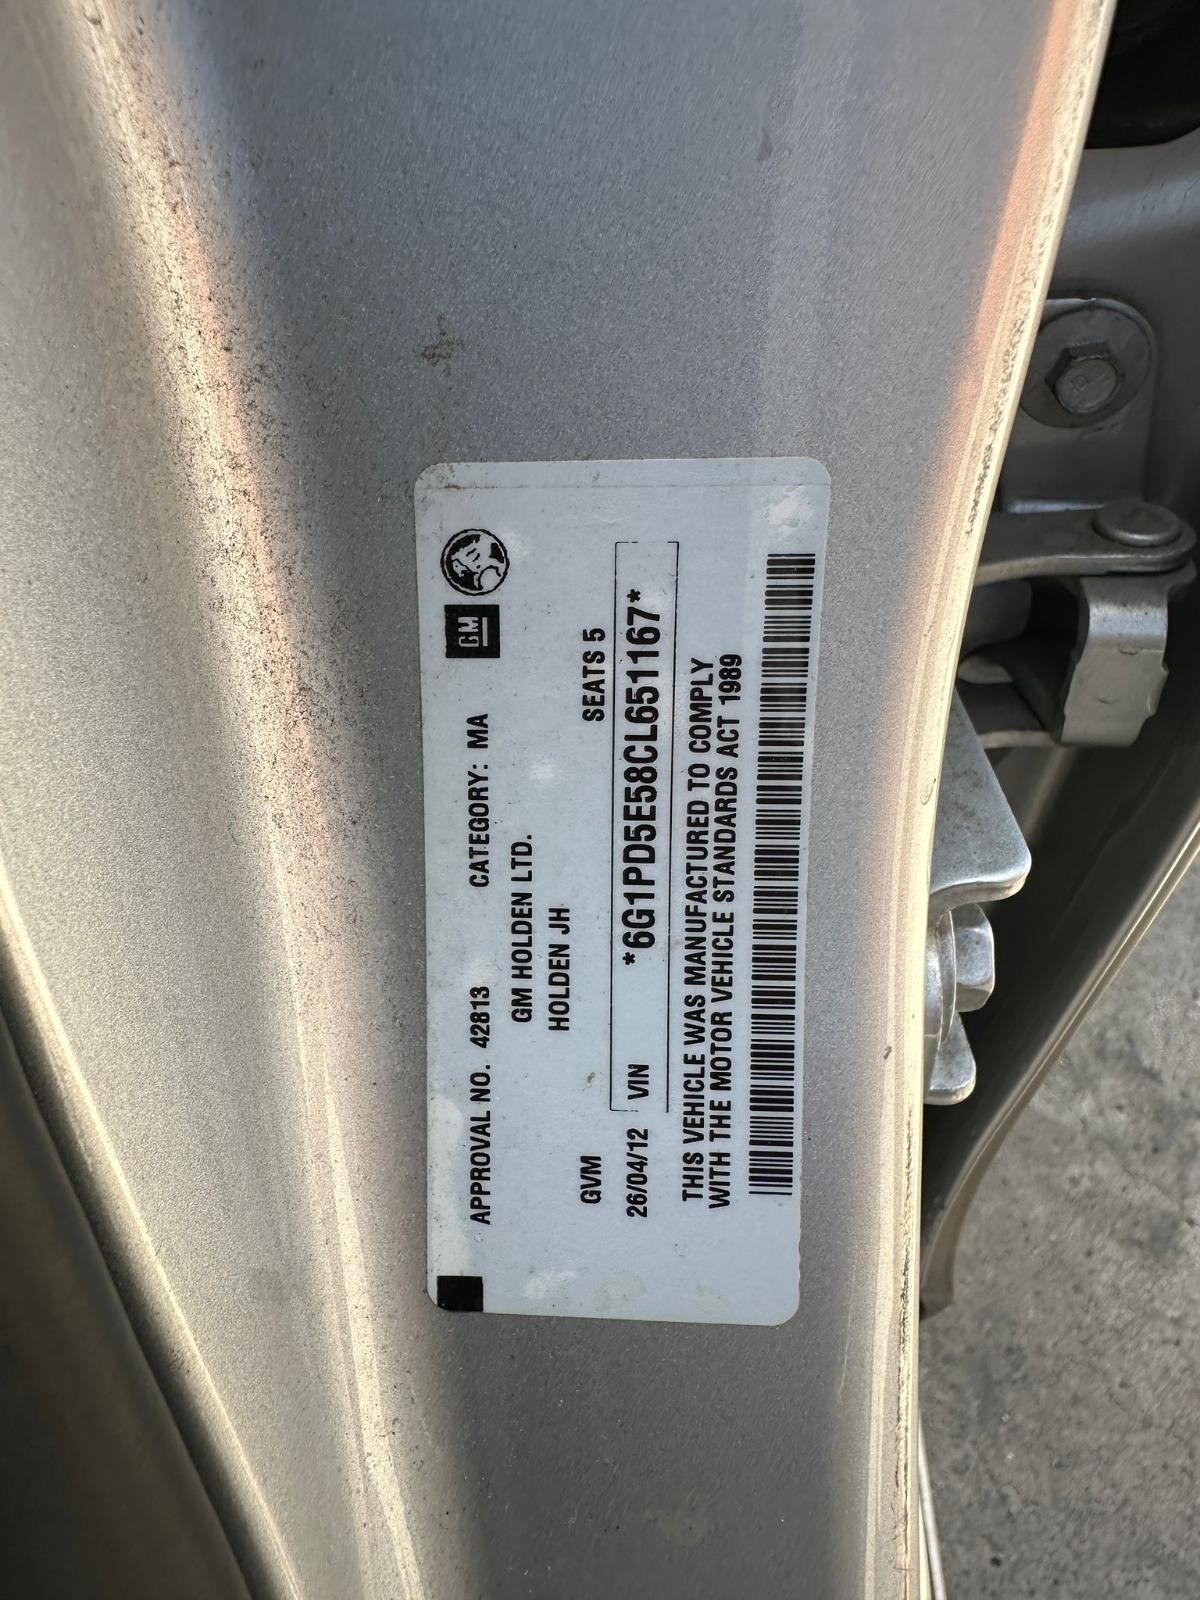 APPROVAL NO. 42813 CATEGORY: MA GM
GM HOLDEN LTD.
HOLDEN JH
GVM SEATS 5
26/04/12 VIN *6G1PD5E58CL651167*
THIS VEHICLE WAS MANUFACTURED TO COMPLY
WITH THE MOTOR VEHICLE STANDARDS ACT 1989